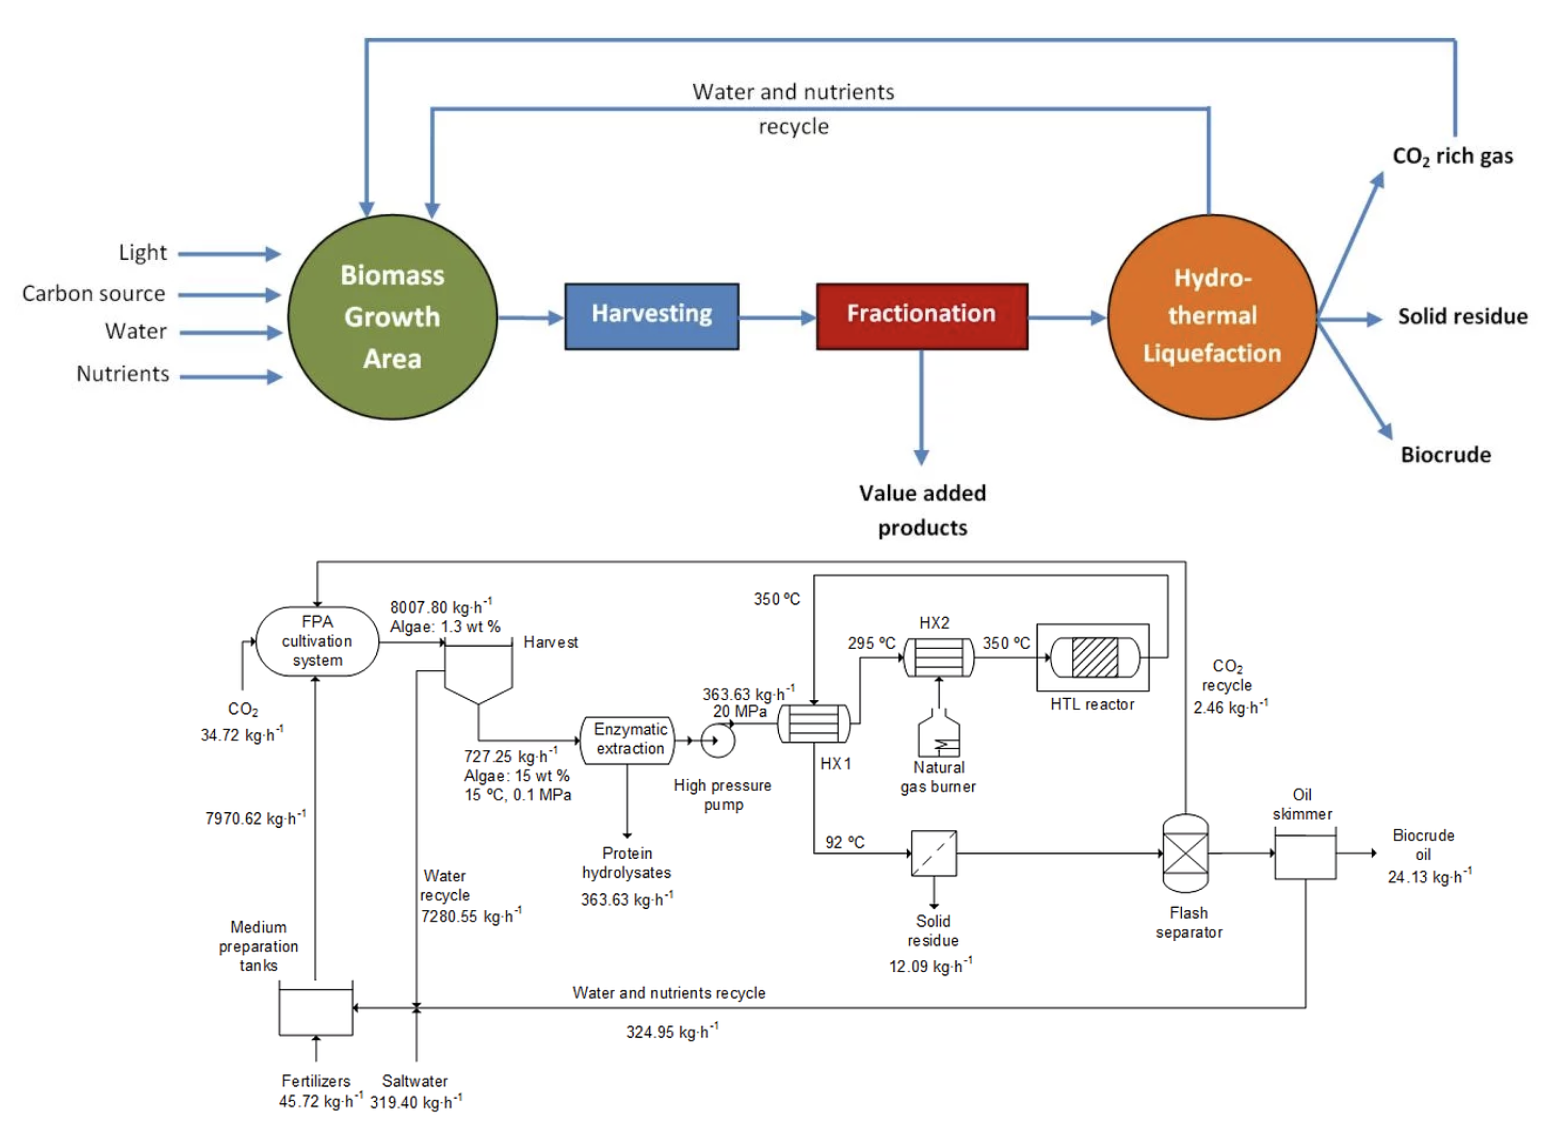 Water and nutrients
recycle
CO₂ rich gas
Light
Carbon source
Water
Nutrients
Biomass
Growth
Area
Harvesting
Fractionation
Hydro-
thermal
Liquefaction
Solid residue
Biocrude
Value added
products
FPA
cultivation
system
8007.80 kg·h⁻¹
Algae: 1.3 wt %
Harvest
CO₂
34.72 kg·h⁻¹
7970.62 kg·h⁻¹
727.25 kg·h⁻¹
Algae: 15 wt %
15 ºC, 0.1 MPa
Enzymatic
extraction
363.63 kg·h⁻¹
20 MPa
High pressure
pump
350 ºC
HX1
295 ºC
HX2
350 ºC
HTL reactor
Natural
gas burner
CO₂
recycle
2.46 kg·h⁻¹
92 ºC
Protein
hydrolysates
363.63 kg·h⁻¹
Solid
residue
12.09 kg·h⁻¹
Flash
separator
Oil
skimmer
Biocrude
oil
24.13 kg·h⁻¹
Water
recycle
7280.55 kg·h⁻¹
Medium
preparation
tanks
Water and nutrients recycle
324.95 kg·h⁻¹
Fertilizers
45.72 kg·h⁻¹
Saltwater
319.40 kg·h⁻¹